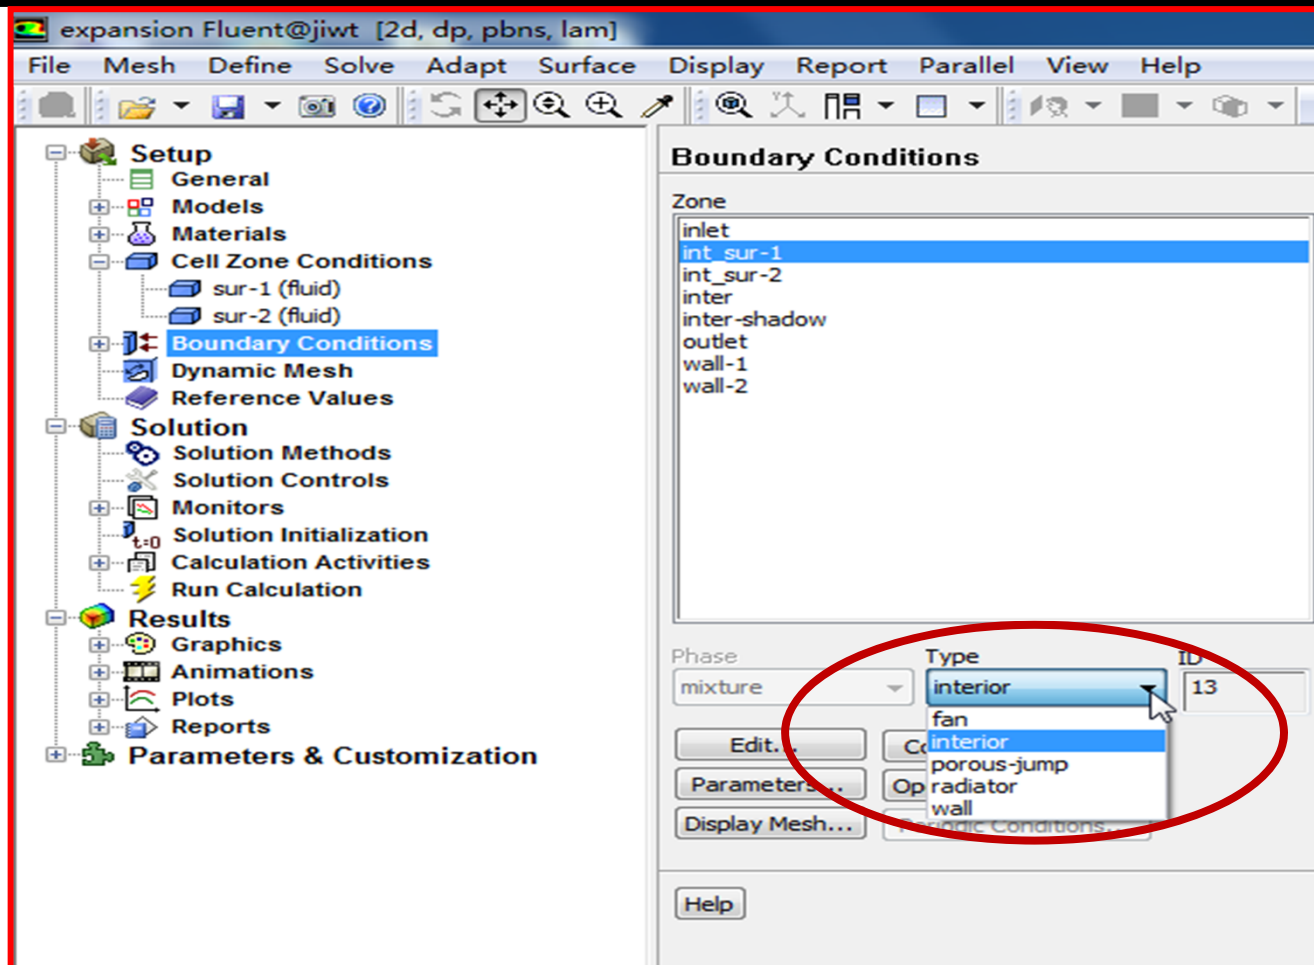 expansion Fluent@jiwt [2d, dp, pbns, lam]
File Mesh Define Solve Adapt Surface Display Report Parallel View Help
Setup
General
Models
Materials
Cell Zone Conditions
sur-1 (fluid)
sur-2 (fluid)
Boundary Conditions
Dynamic Mesh
Reference Values
Solution
Solution Methods
Solution Controls
Monitors
t=0 Solution Initialization
Calculation Activities
Run Calculation
Results
Graphics
Animations
Plots
Reports
Parameters & Customization
Boundary Conditions
Zone
inlet
int_sur-1
int_sur-2
inter
inter-shadow
outlet
wall-1
wall-2
Phase Type ID
mixture interior 13
fan
interior
porous-jump
radiator
wall
Edit...
Parameters...
Display Mesh... Periodic Conditions...
Help